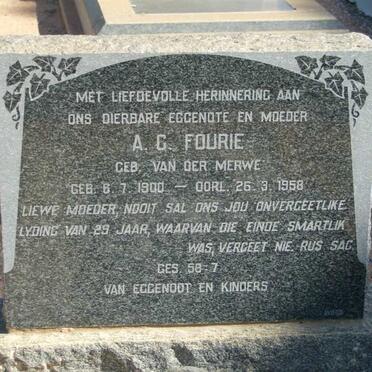 MET LIEFDEVOLLE HERINNERING AAN
ONS DIERBARE EGGENOTE EN MOEDER
A. G. FOURIE
GEB. VAN DER MERWE
GEB. 6. 7. 1900 — OORL. 26. 3. 1958
LIEWE MOEDER, NOOIT SAL ONS JOU ONVERGEETLIKE
LYDING VAN 29 JAAR, WAARVAN DIE EINDE SMARTLIK
WAS, VERGEET NIE. RUS SAG.
GES. 58-7
VAN EGGENOOT EN KINDERS